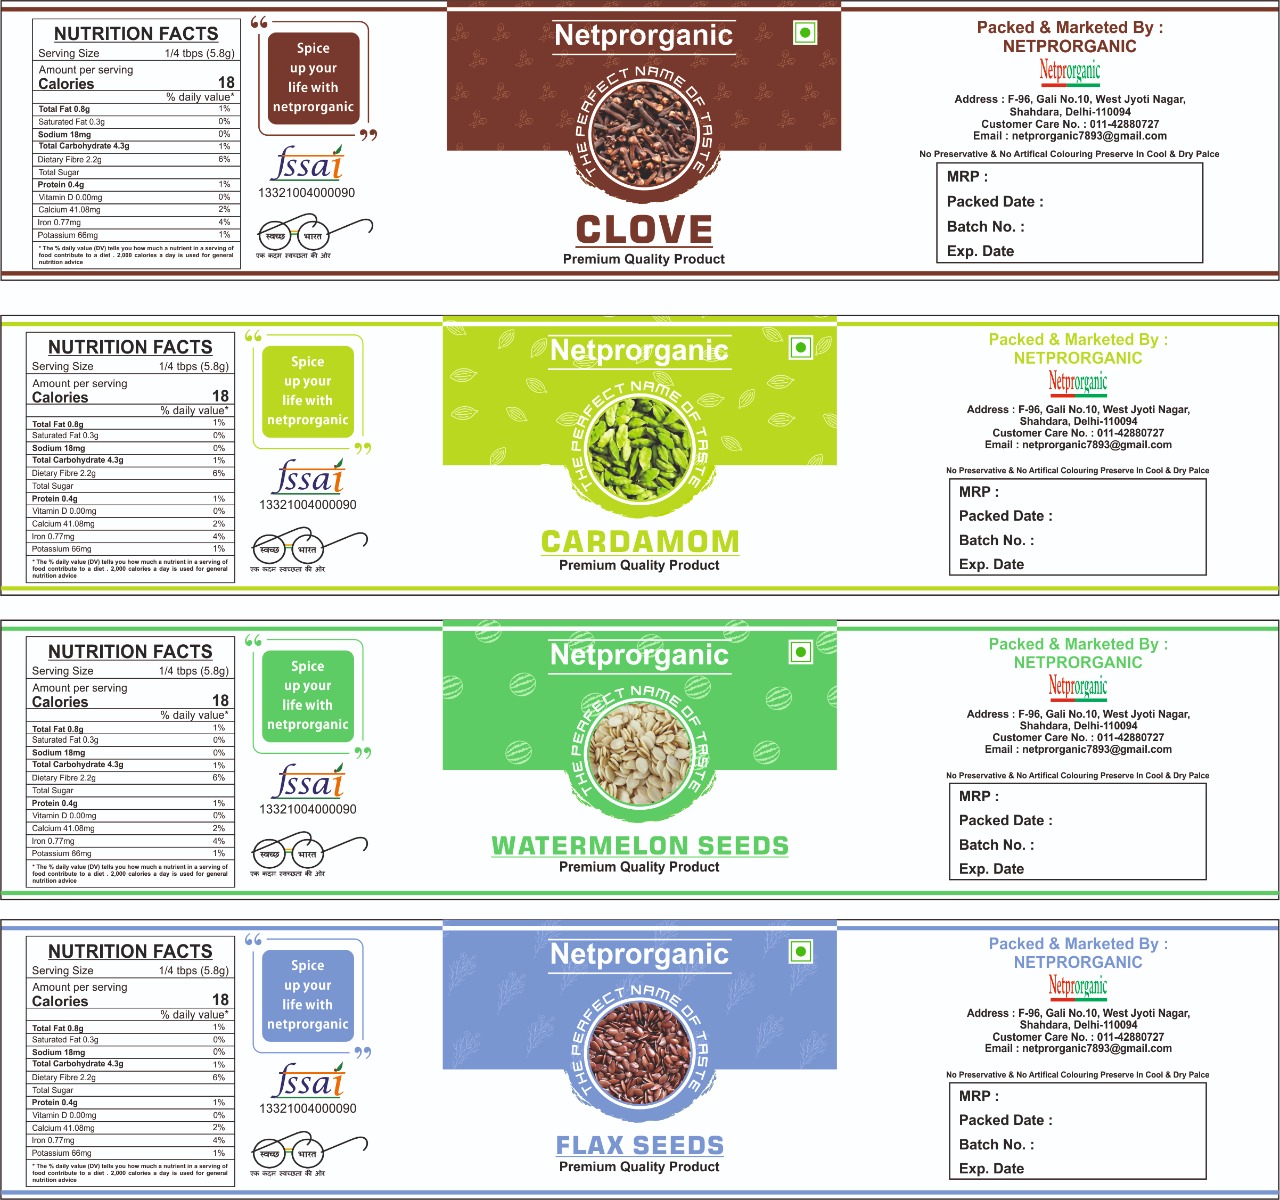 NUTRITION FACTS
Serving Size 1/4 tbps (5.8g)
Amount per serving
Calories 18
% daily value*
Total Fat 0.8g 1%
Saturated Fat 0.3g 0%
Sodium 18mg 0%
Total Carbohydrate 4.3g 1%
Dietary Fibre 2.2g 6%
Total Sugar
Protein 0.4g 1%
Vitamin D 0.00mg 0%
Calcium 41.08mg 2%
Iron 0.77mg 4%
Potassium 66mg 1%
* The % daily value (DV) tells you how much a nutrient in a serving of
food contribute to a diet . 2,000 calories a day is used for general
nutrition advice
“
Spice
up your
life with
netprorganic
”
fssai
13321004000090
स्वच्छ भारत
एक कदम स्वच्छता की ओर
Netprorganic
THE PERFECT NAME OF TASTE
CLOVE
Premium Quality Product
Packed & Marketed By :
NETPRORGANIC
Netprorganic
Address : F-96, Gali No.10, West Jyoti Nagar,
Shahdara, Delhi-110094
Customer Care No. : 011-42880727
Email : netprorganic7893@gmail.com
No Preservative & No Artifical Colouring Preserve In Cool & Dry Palce
MRP :
Packed Date :
Batch No. :
Exp. Date
NUTRITION FACTS
Serving Size 1/4 tbps (5.8g)
Amount per serving
Calories 18
% daily value*
Total Fat 0.8g 1%
Saturated Fat 0.3g 0%
Sodium 18mg 0%
Total Carbohydrate 4.3g 1%
Dietary Fibre 2.2g 6%
Total Sugar
Protein 0.4g 1%
Vitamin D 0.00mg 0%
Calcium 41.08mg 2%
Iron 0.77mg 4%
Potassium 66mg 1%
* The % daily value (DV) tells you how much a nutrient in a serving of
food contribute to a diet . 2,000 calories a day is used for general
nutrition advice
“
Spice
up your
life with
netprorganic
”
fssai
13321004000090
स्वच्छ भारत
एक कदम स्वच्छता की ओर
Netprorganic
THE PERFECT NAME OF TASTE
CARDAMOM
Premium Quality Product
Packed & Marketed By :
NETPRORGANIC
Netprorganic
Address : F-96, Gali No.10, West Jyoti Nagar,
Shahdara, Delhi-110094
Customer Care No. : 011-42880727
Email : netprorganic7893@gmail.com
No Preservative & No Artifical Colouring Preserve In Cool & Dry Palce
MRP :
Packed Date :
Batch No. :
Exp. Date
NUTRITION FACTS
Serving Size 1/4 tbps (5.8g)
Amount per serving
Calories 18
% daily value*
Total Fat 0.8g 1%
Saturated Fat 0.3g 0%
Sodium 18mg 0%
Total Carbohydrate 4.3g 1%
Dietary Fibre 2.2g 6%
Total Sugar
Protein 0.4g 1%
Vitamin D 0.00mg 0%
Calcium 41.08mg 2%
Iron 0.77mg 4%
Potassium 66mg 1%
* The % daily value (DV) tells you how much a nutrient in a serving of
food contribute to a diet . 2,000 calories a day is used for general
nutrition advice
“
Spice
up your
life with
netprorganic
”
fssai
13321004000090
स्वच्छ भारत
एक कदम स्वच्छता की ओर
Netprorganic
THE PERFECT NAME OF TASTE
WATERMELON SEEDS
Premium Quality Product
Packed & Marketed By :
NETPRORGANIC
Netprorganic
Address : F-96, Gali No.10, West Jyoti Nagar,
Shahdara, Delhi-110094
Customer Care No. : 011-42880727
Email : netprorganic7893@gmail.com
No Preservative & No Artifical Colouring Preserve In Cool & Dry Palce
MRP :
Packed Date :
Batch No. :
Exp. Date
NUTRITION FACTS
Serving Size 1/4 tbps (5.8g)
Amount per serving
Calories 18
% daily value*
Total Fat 0.8g 1%
Saturated Fat 0.3g 0%
Sodium 18mg 0%
Total Carbohydrate 4.3g 1%
Dietary Fibre 2.2g 6%
Total Sugar
Protein 0.4g 1%
Vitamin D 0.00mg 0%
Calcium 41.08mg 2%
Iron 0.77mg 4%
Potassium 66mg 1%
* The % daily value (DV) tells you how much a nutrient in a serving of
food contribute to a diet . 2,000 calories a day is used for general
nutrition advice
“
Spice
up your
life with
netprorganic
”
fssai
13321004000090
स्वच्छ भारत
एक कदम स्वच्छता की ओर
Netprorganic
THE PERFECT NAME OF TASTE
FLAX SEEDS
Premium Quality Product
Packed & Marketed By :
NETPRORGANIC
Netprorganic
Address : F-96, Gali No.10, West Jyoti Nagar,
Shahdara, Delhi-110094
Customer Care No. : 011-42880727
Email : netprorganic7893@gmail.com
No Preservative & No Artifical Colouring Preserve In Cool & Dry Palce
MRP :
Packed Date :
Batch No. :
Exp. Date